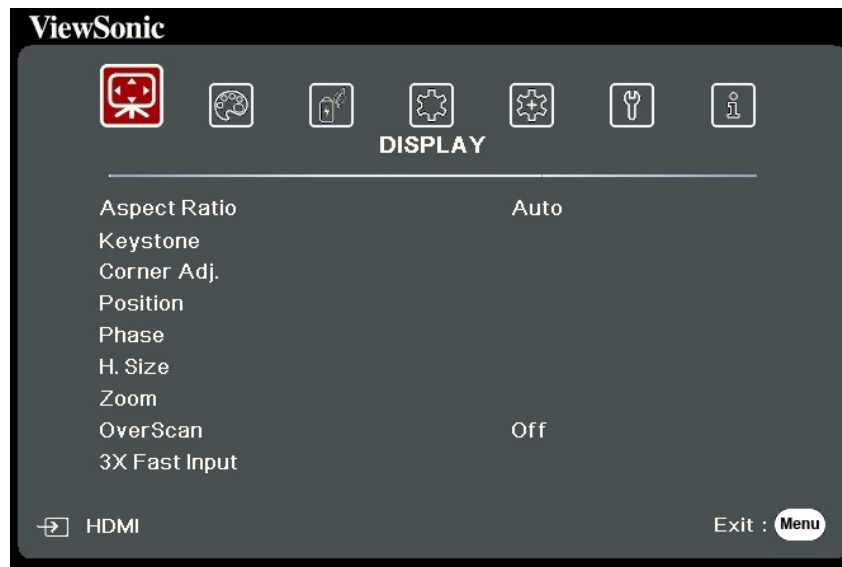 ViewSonic
DISPLAY
Aspect Ratio Auto
Keystone
Corner Adj.
Position
Phase
H. Size
Zoom
OverScan Off
3X Fast Input
HDMI Exit : Menu